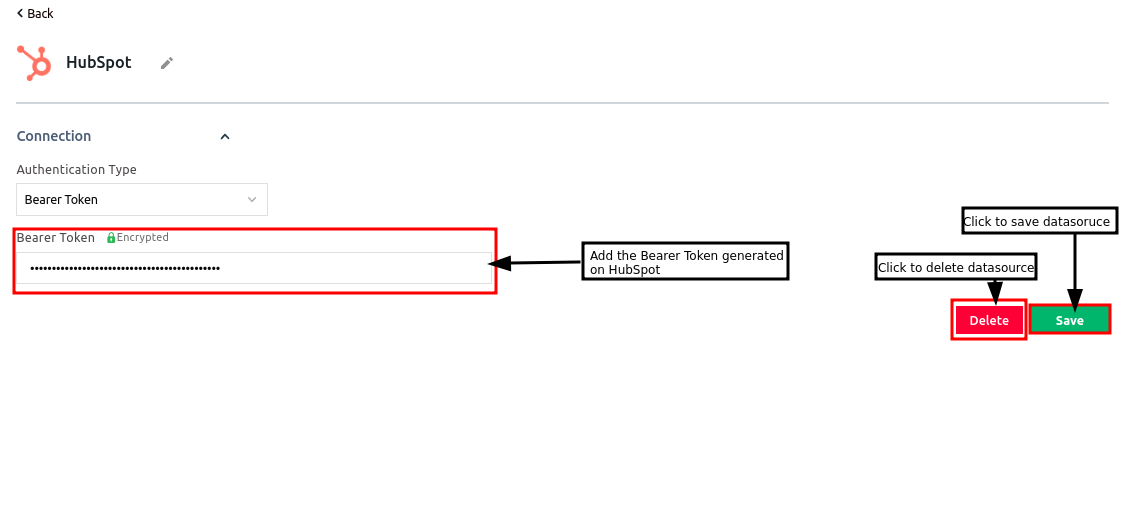 Back
HubSpot
Connection
Authentication Type
Bearer Token
Bearer Token Encrypted
••••••••••••••••••••••••••••••••••••••••••••
Add the Bearer Token generated
on HubSpot
Click to save datasoruce
Click to delete datasource
Delete
Save